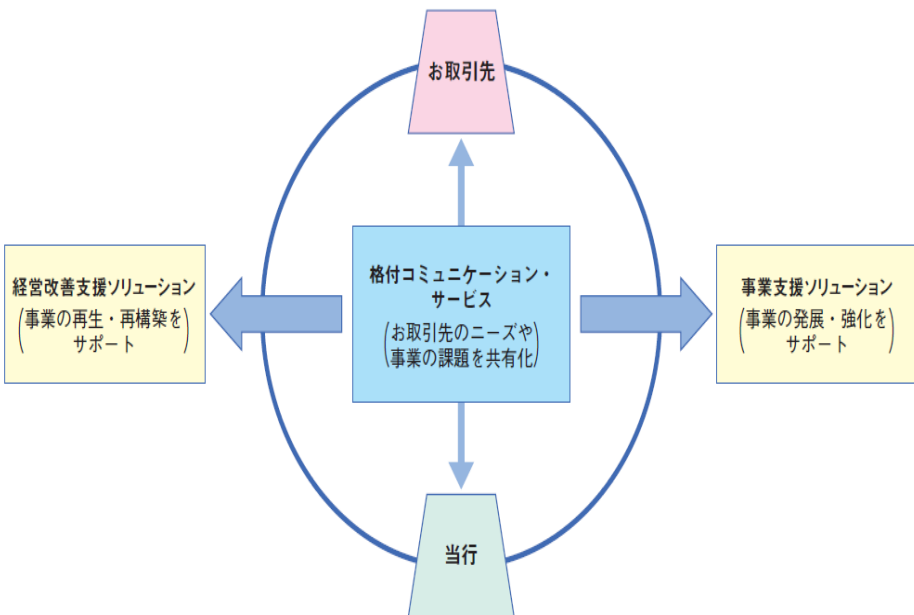 お取引先
経営改善支援ソリューション
(事業の再生・再構築を
サポート)
格付コミュニケーション・
サービス
(お取引先のニーズや
事業の課題を共有化)
事業支援ソリューション
(事業の発展・強化を
サポート)
当行